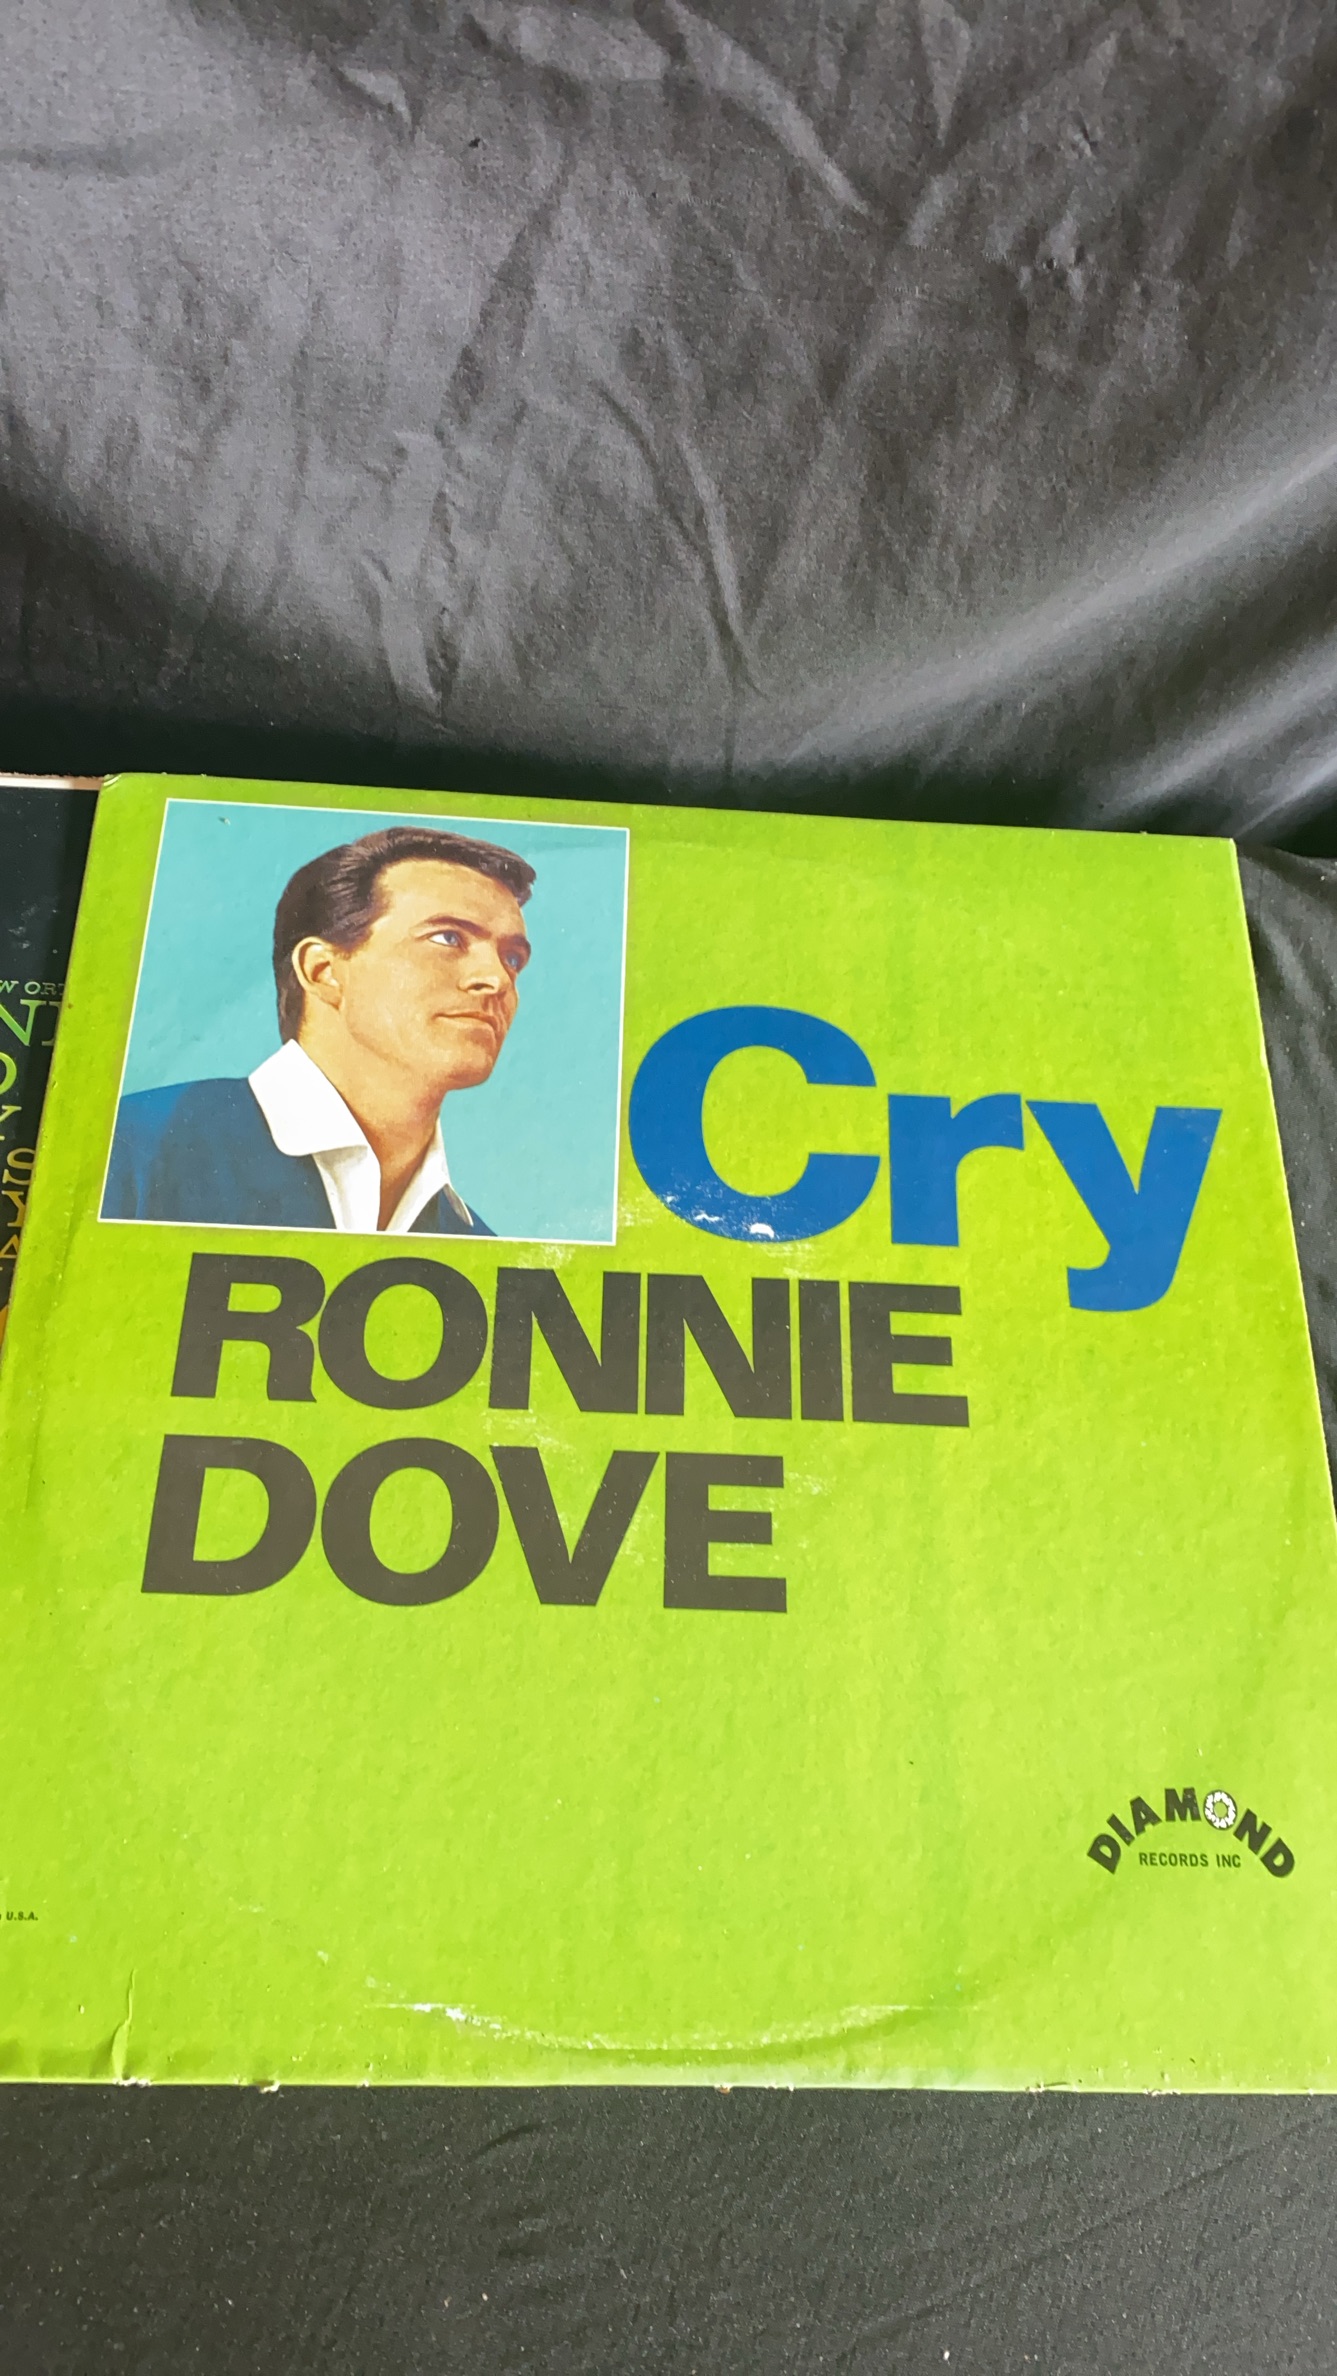 Cry
RONNIE
DOVE
DIAMOND
RECORDS INC
U.S.A.